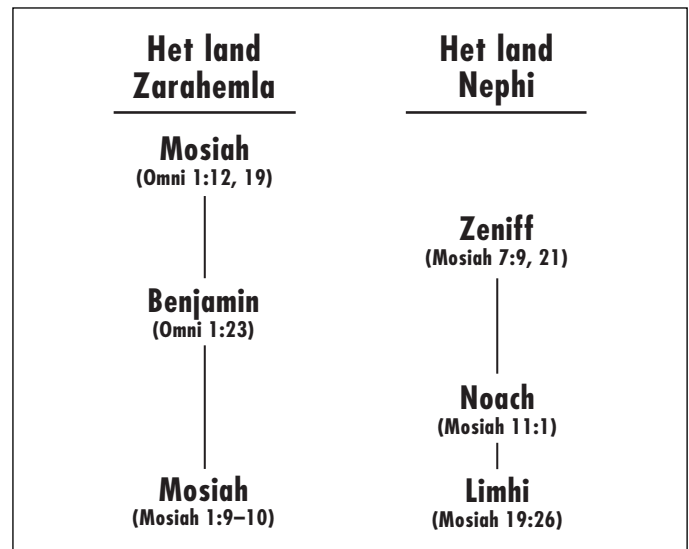 Het land
Zarahemla
Mosiah
(Omni 1:12, 19)
Benjamin
(Omni 1:23)
Mosiah
(Mosiah 1:9–10)
Het land
Nephi
Zeniff
(Mosiah 7:9, 21)
Noach
(Mosiah 11:1)
Limhi
(Mosiah 19:26)